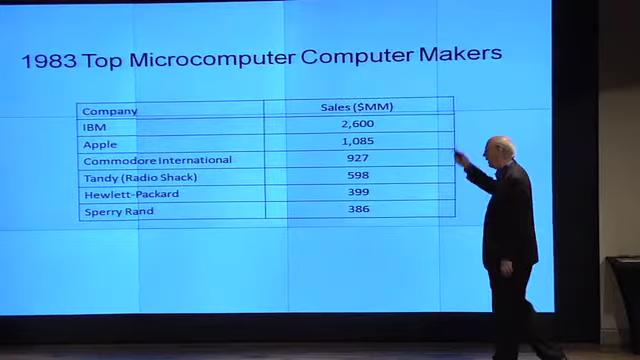 1983 Top Microcomputer Computer Makers
Company Sales ($MM)
IBM 2,600
Apple 1,085
Commodore International 927
Tandy (Radio Shack) 598
Hewlett-Packard 399
Sperry Rand 386